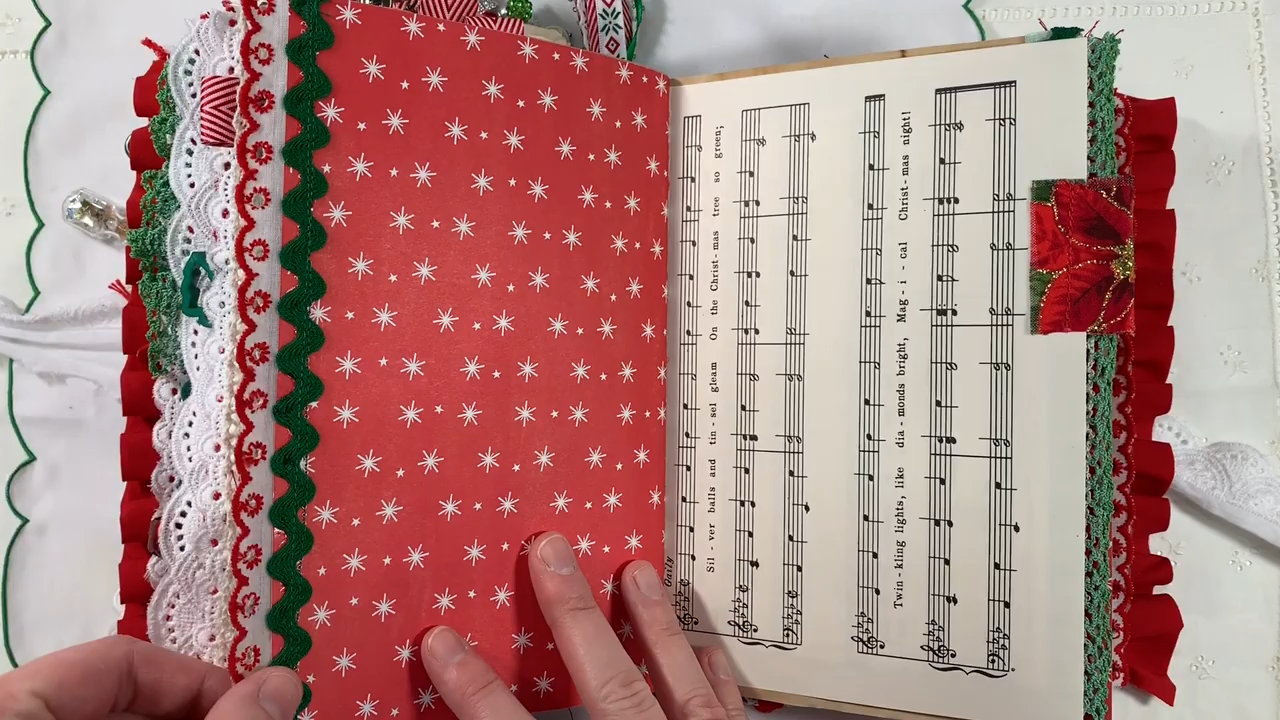 Gaily
Sil - ver balls and tin - sel gleam On the Christ - mas tree so green;
Twin - kling lights, like dia - monds bright, Mag - i - cal Christ - mas night!